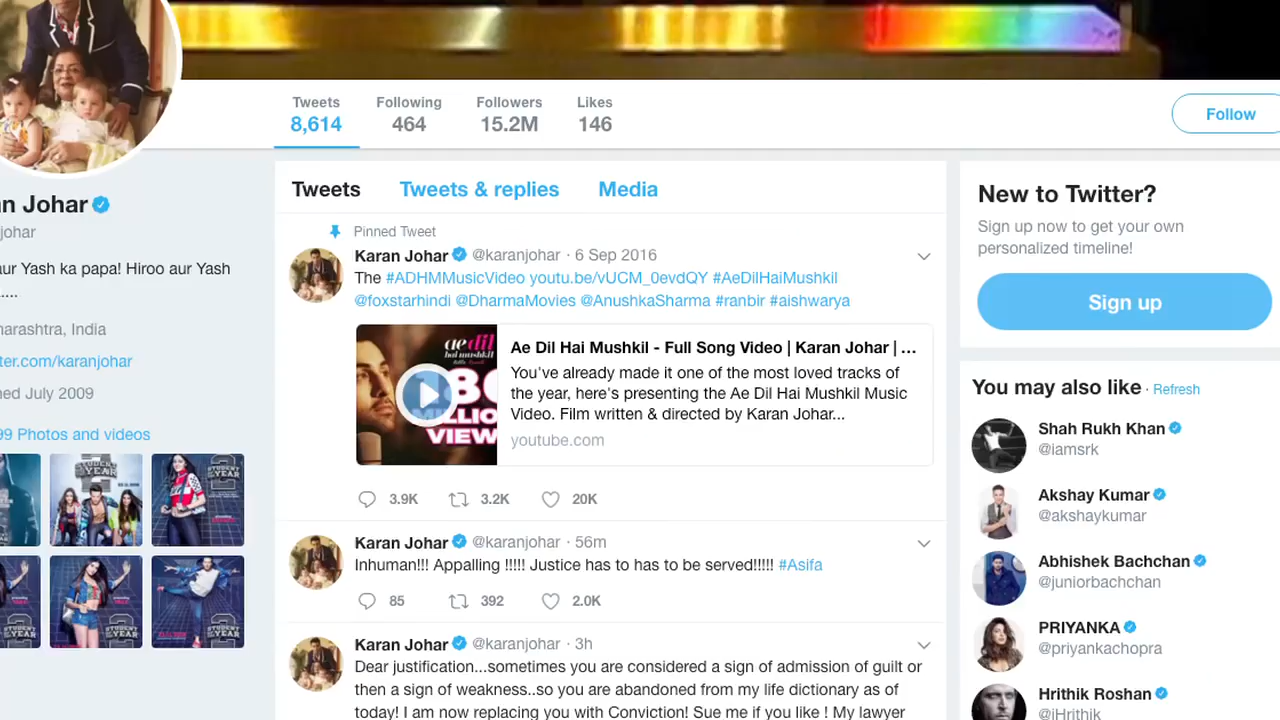 Tweets
8,614
Following
464
Followers
15.2M
Likes
146
Follow
n Johar
johar
ur Yash ka papa! Hiroo aur Yash
....
arashtra, India
ter.com/karanjohar
ned July 2009
99 Photos and videos
Tweets Tweets & replies Media
Pinned Tweet
Karan Johar @karanjohar · 6 Sep 2016
The #ADHMMusicVideo youtu.be/vUCM_0evdQY #AeDilHaiMushkil
@foxstarhindi @DharmaMovies @AnushkaSharma #ranbir #aishwarya
ae dil
hai mushkil
MILLIO
VIEW
Ae Dil Hai Mushkil - Full Song Video | Karan Johar | ...
You've already made it one of the most loved tracks of
the year, here's presenting the Ae Dil Hai Mushkil Music
Video. Film written & directed by Karan Johar...
youtube.com
3.9K 3.2K 20K
Karan Johar @karanjohar · 56m
Inhuman!!! Appalling !!!!! Justice has to has to be served!!!!! #Asifa
85 392 2.0K
Karan Johar @karanjohar · 3h
Dear justification...sometimes you are considered a sign of admission of guilt or
then a sign of weakness..so you are abandoned from my life dictionary as of
today! I am now replacing you with Conviction! Sue me if you like ! My lawyer
New to Twitter?
Sign up now to get your own
personalized timeline!
Sign up
You may also like · Refresh
Shah Rukh Khan
@iamsrk
Akshay Kumar
@akshaykumar
Abhishek Bachchan
@juniorbachchan
PRIYANKA
@priyankachopra
Hrithik Roshan
@iHrithik